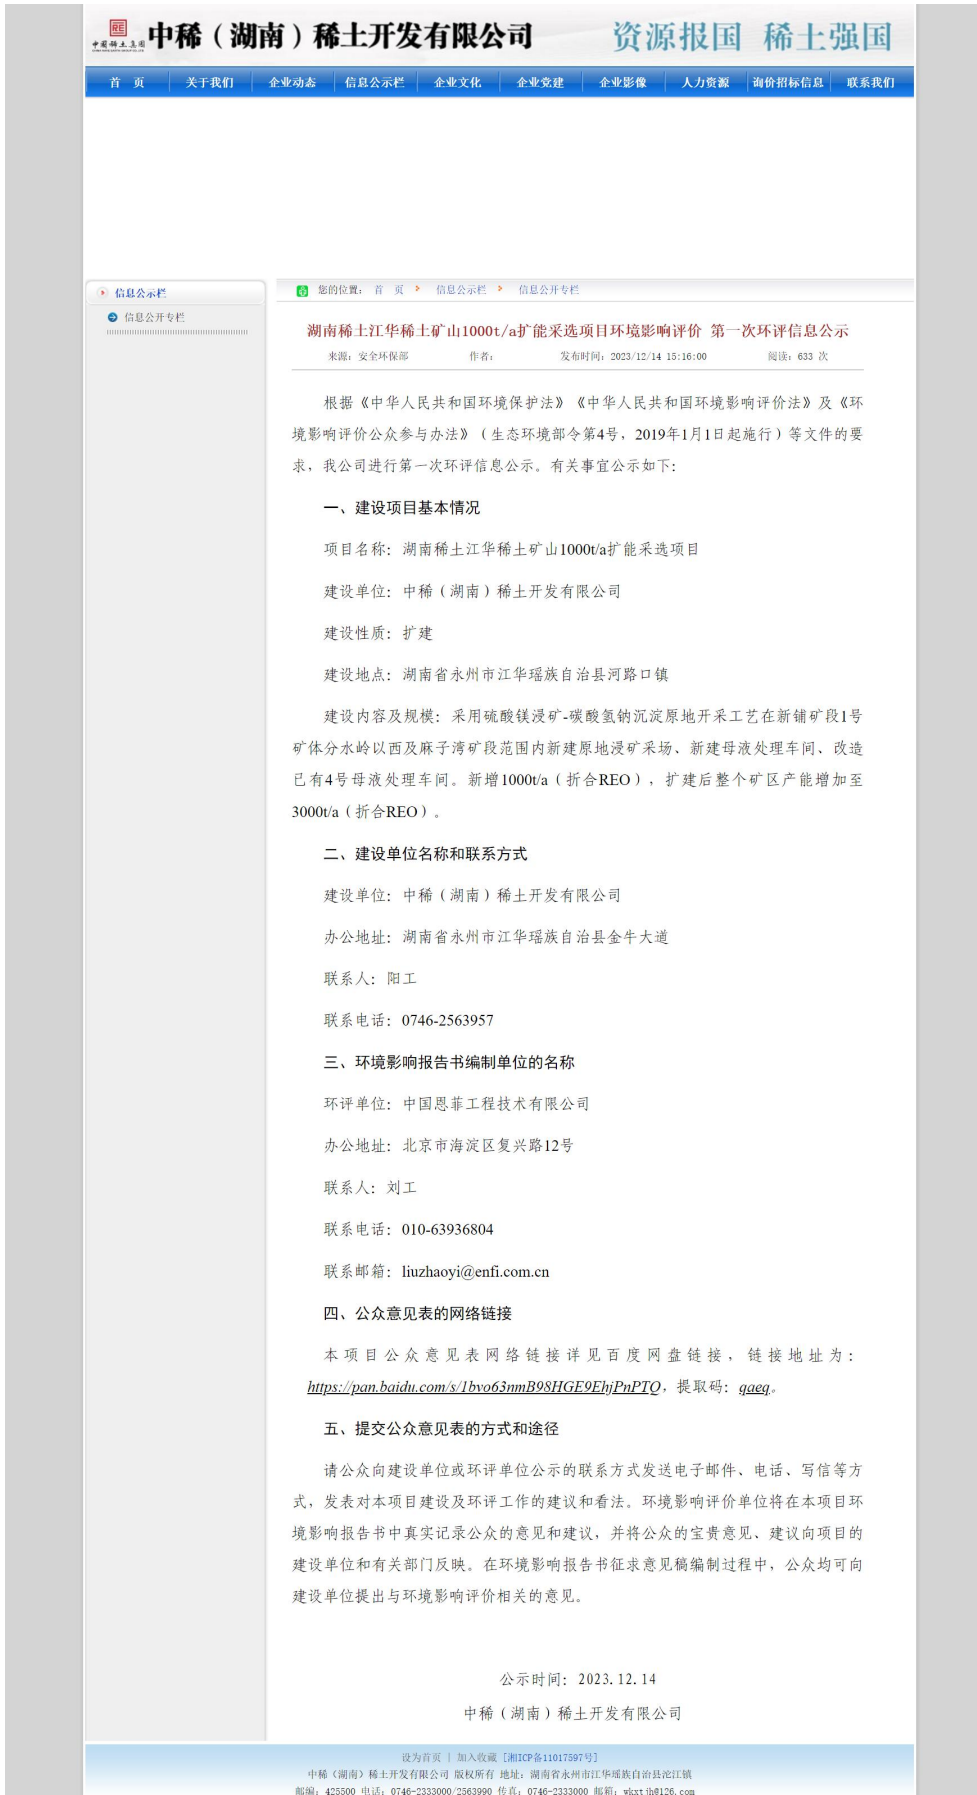 中稀（湖南）稀土开发有限公司 资源报国 稀土强国
中国稀土集团
首 页 关于我们 企业动态 信息公示栏 企业文化 企业党建 企业影像 人力资源 询价招标信息 联系我们
信息公示栏
信息公开专栏
您的位置： 首 页 信息公示栏 信息公开专栏
湖南稀土江华稀土矿山1000t/a扩能采选项目环境影响评价 第一次环评信息公示
来源：安全环保部 作者： 发布时间：2023/12/14 15:16:00 阅读：633 次
根据《中华人民共和国环境保护法》《中华人民共和国环境影响评价法》及《环
境影响评价公众参与办法》（生态环境部令第4号，2019年1月1日起施行）等文件的要
求，我公司进行第一次环评信息公示。有关事宜公示如下：
一、建设项目基本情况
项目名称：湖南稀土江华稀土矿山1000t/a扩能采选项目
建设单位：中稀（湖南）稀土开发有限公司
建设性质：扩建
建设地点：湖南省永州市江华瑶族自治县河路口镇
建设内容及规模：采用硫酸镁浸矿-碳酸氢钠沉淀原地开采工艺在新铺矿段1号
矿体分水岭以西及麻子湾矿段范围内新建原地浸矿采场、新建母液处理车间、改造
已有4号母液处理车间。新增1000t/a（折合REO），扩建后整个矿区产能增加至
3000t/a（折合REO）。
二、建设单位名称和联系方式
建设单位：中稀（湖南）稀土开发有限公司
办公地址：湖南省永州市江华瑶族自治县金牛大道
联系人：阳工
联系电话：0746-2563957
三、环境影响报告书编制单位的名称
环评单位：中国恩菲工程技术有限公司
办公地址：北京市海淀区复兴路12号
联系人：刘工
联系电话：010-63936804
联系邮箱：liuzhaoyi@enfi.com.cn
四、公众意见表的网络链接
本项目公众意见表网络链接详见百度网盘链接，链接地址为：
https://pan.baidu.com/s/1bvo63nmB98HGE9EhjPnPTQ，提取码：qaeq。
五、提交公众意见表的方式和途径
请公众向建设单位或环评单位公示的联系方式发送电子邮件、电话、写信等方
式，发表对本项目建设及环评工作的建议和看法。环境影响评价单位将在本项目环
境影响报告书中真实记录公众的意见和建议，并将公众的宝贵意见、建议向项目的
建设单位和有关部门反映。在环境影响报告书征求意见稿编制过程中，公众均可向
建设单位提出与环境影响评价相关的意见。
公示时间：2023.12.14
中稀（湖南）稀土开发有限公司
设为首页 | 加入收藏 [湘ICP备11017597号]
中稀（湖南）稀土开发有限公司 版权所有 地址：湖南省永州市江华瑶族自治县沱江镇
邮编：425500 电话：0746-2333000/2563990 传真：0746-2333000 邮箱：wkxtjh@126.com